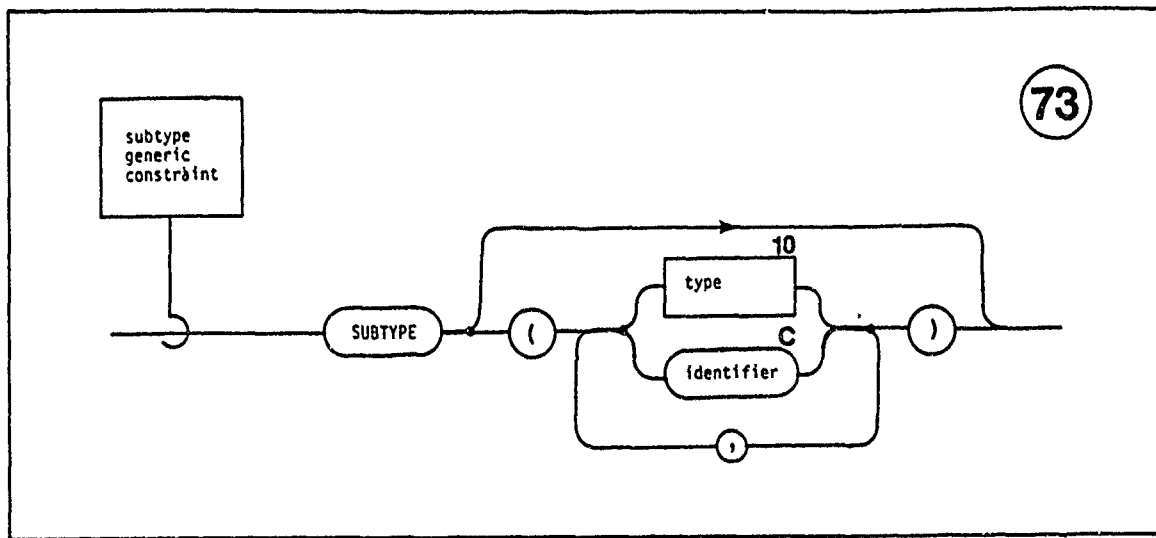 73
subtype
generic
constraint
10
type
SUBTYPE
(
)
C
identifier
,